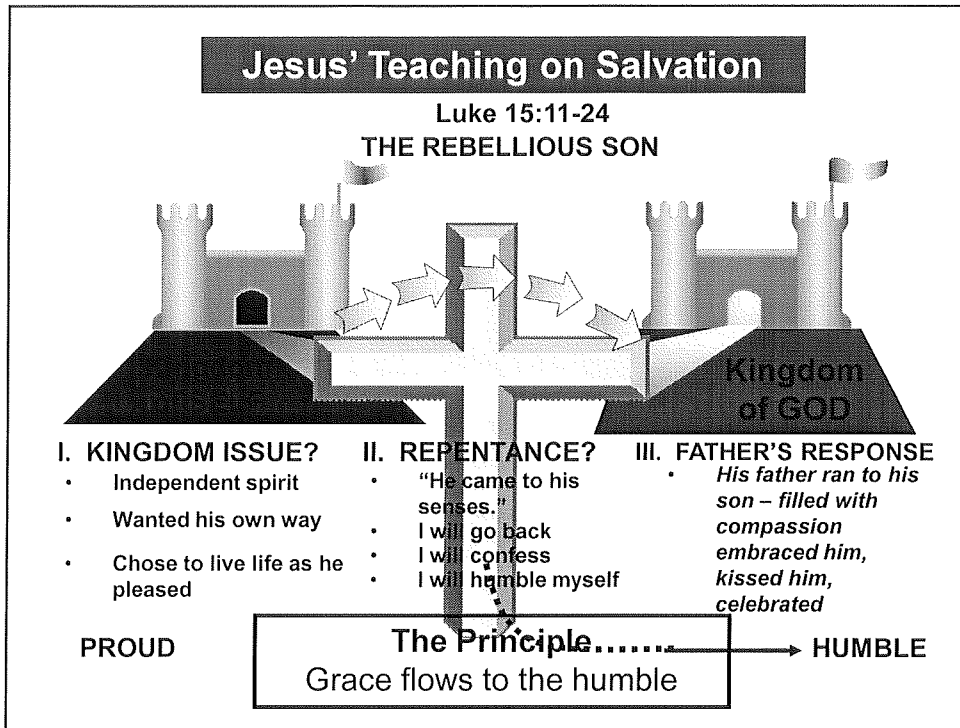 Jesus' Teaching on Salvation
Luke 15:11-24
THE REBELLIOUS SON
Kingdom
of GOD
I. KINGDOM ISSUE?
• Independent spirit
• Wanted his own way
• Chose to live life as he
pleased
II. REPENTANCE?
• “He came to his
senses.”
• I will go back
• I will confess
• I will humble myself
III. FATHER'S RESPONSE
• His father ran to his
son – filled with
compassion
embraced him,
kissed him,
celebrated
PROUD
The Principle
Grace flows to the humble
HUMBLE